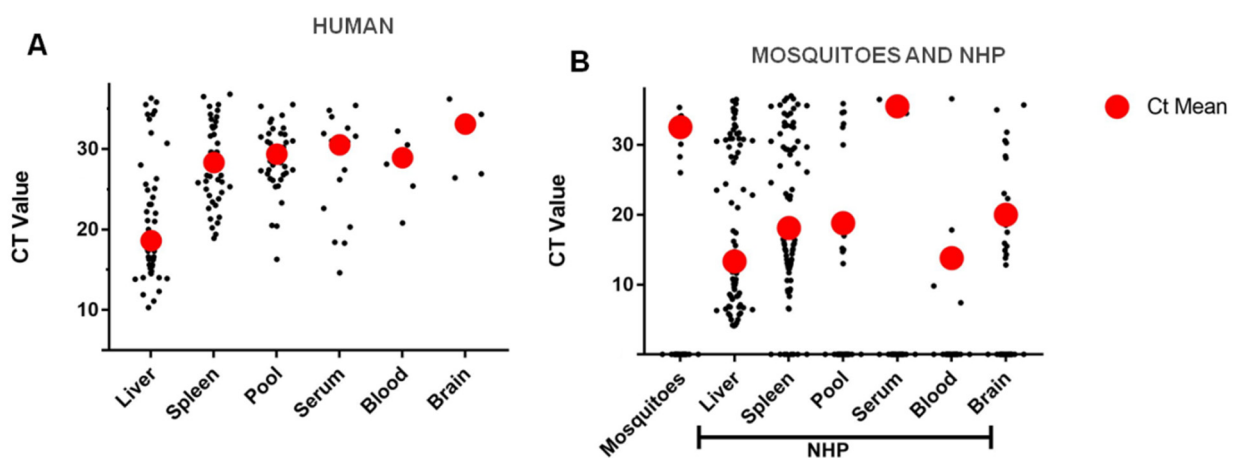 A
HUMAN
CT Value
30
20
10
Liver
Spleen
Pool
Serum
Blood
Brain
B
MOSQUITOES AND NHP
CT Value
30
20
10
Mosquitoes
Liver
Spleen
Pool
Serum
Blood
Brain
NHP
Ct Mean